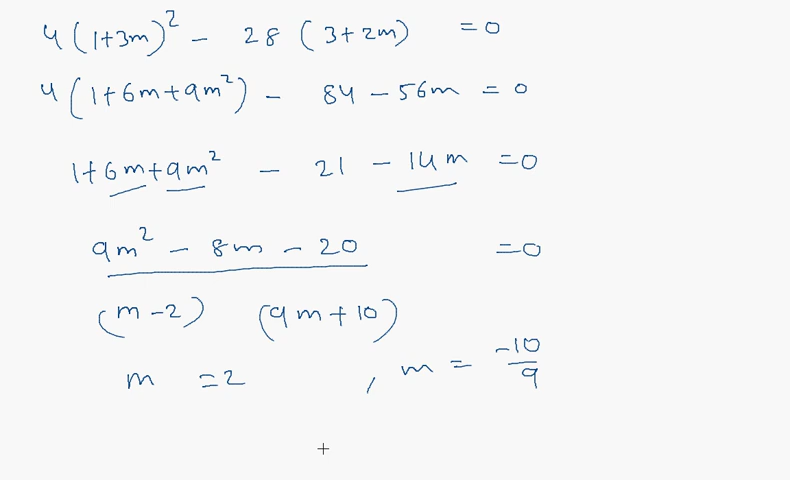 4(1+3m)² - 28(3+2m) =0
4(1+6m+9m²) - 84 - 56m = 0
1+6m+9m² - 21 - 14m =0
9m² - 8m - 20 =0
(m-2) (9m+10)
m =2 , m = -10/9